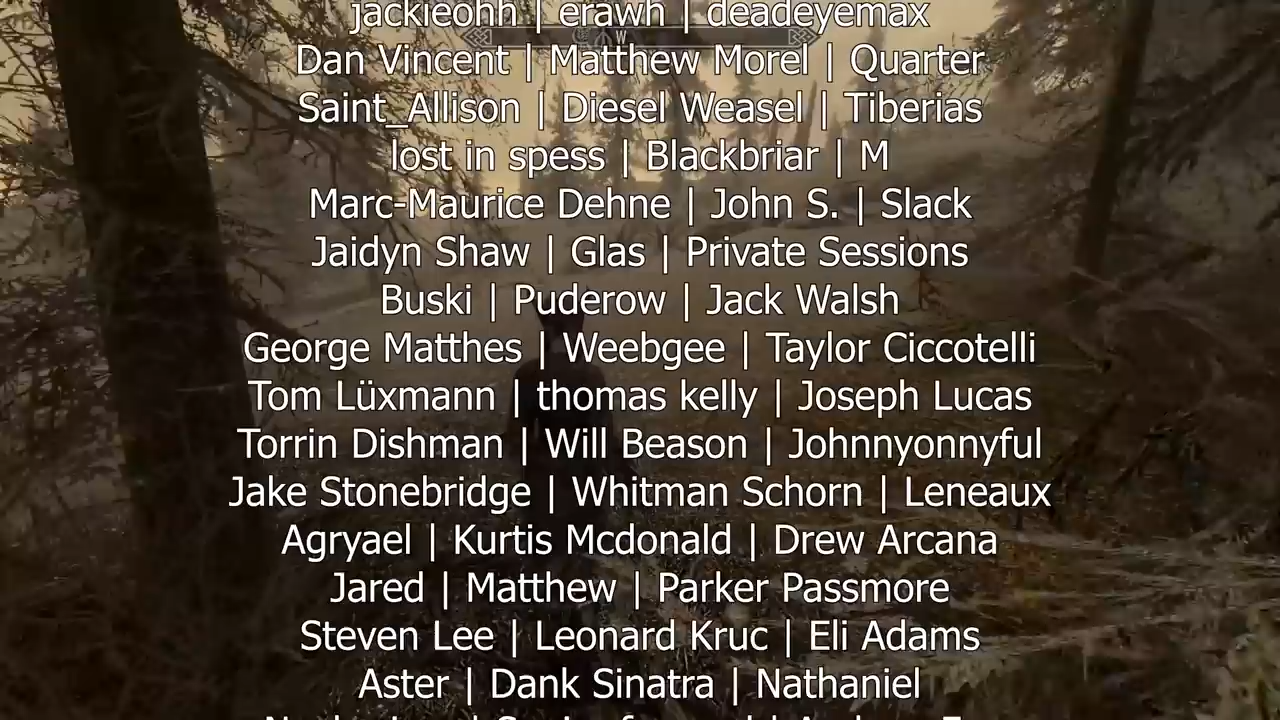 jackieohh | erawh | deadeyemax
W
Dan Vincent | Matthew Morel | Quarter
Saint_Allison | Diesel Weasel | Tiberias
lost in spess | Blackbriar | M
Marc-Maurice Dehne | John S. | Slack
Jaidyn Shaw | Glas | Private Sessions
Buski | Puderow | Jack Walsh
George Matthes | Weebgee | Taylor Ciccotelli
Tom Lüxmann | thomas kelly | Joseph Lucas
Torrin Dishman | Will Beason | Johnnyonnyful
Jake Stonebridge | Whitman Schorn | Leneaux
Agryael | Kurtis Mcdonald | Drew Arcana
Jared | Matthew | Parker Passmore
Steven Lee | Leonard Kruc | Eli Adams
Aster | Dank Sinatra | Nathaniel